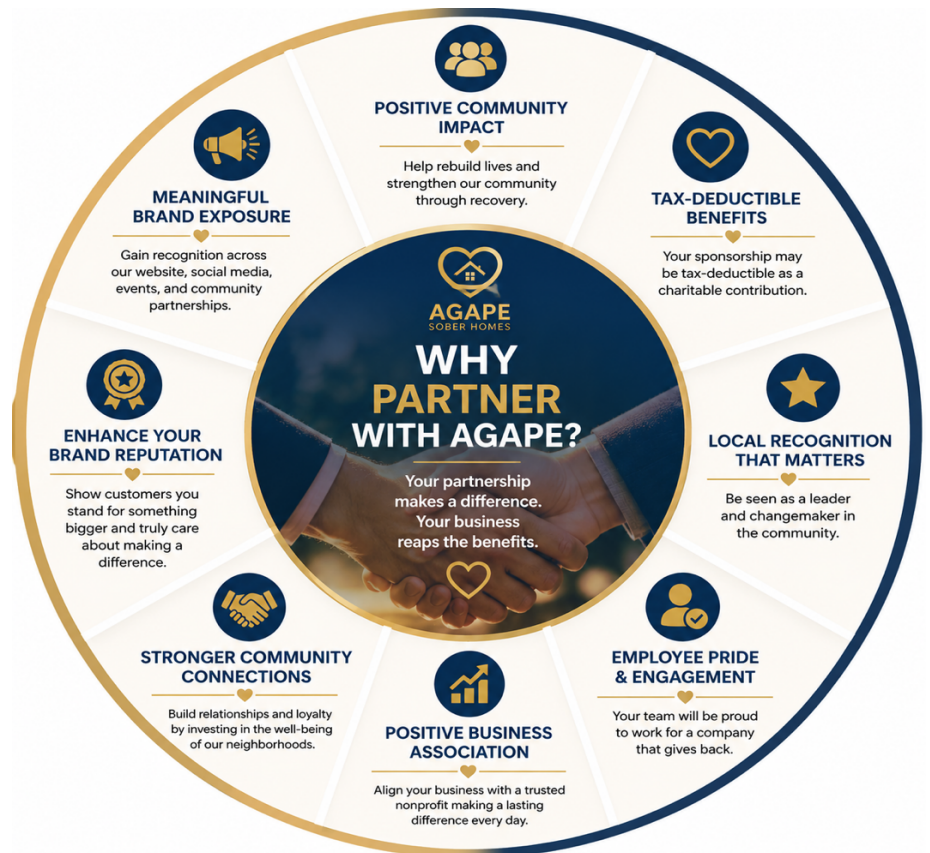 POSITIVE COMMUNITY
IMPACT
Help rebuild lives and
strengthen our community
through recovery.
TAX-DEDUCTIBLE
BENEFITS
Your sponsorship may
be tax-deductible as a
charitable contribution.
LOCAL RECOGNITION
THAT MATTERS
Be seen as a leader
and changemaker in
the community.
EMPLOYEE PRIDE
& ENGAGEMENT
Your team will be proud
to work for a company
that gives back.
POSITIVE BUSINESS
ASSOCIATION
Align your business with a trusted
nonprofit making a lasting
difference every day.
STRONGER COMMUNITY
CONNECTIONS
Build relationships and loyalty
by investing in the well-being
of our neighborhoods.
ENHANCE YOUR
BRAND REPUTATION
Show customers you
stand for something
bigger and truly care
about making a
difference.
MEANINGFUL
BRAND EXPOSURE
Gain recognition across
our website, social media,
events, and community
partnerships.
AGAPE
SOBER HOMES
WHY
PARTNER
WITH AGAPE?
Your partnership
makes a difference.
Your business
reaps the benefits.